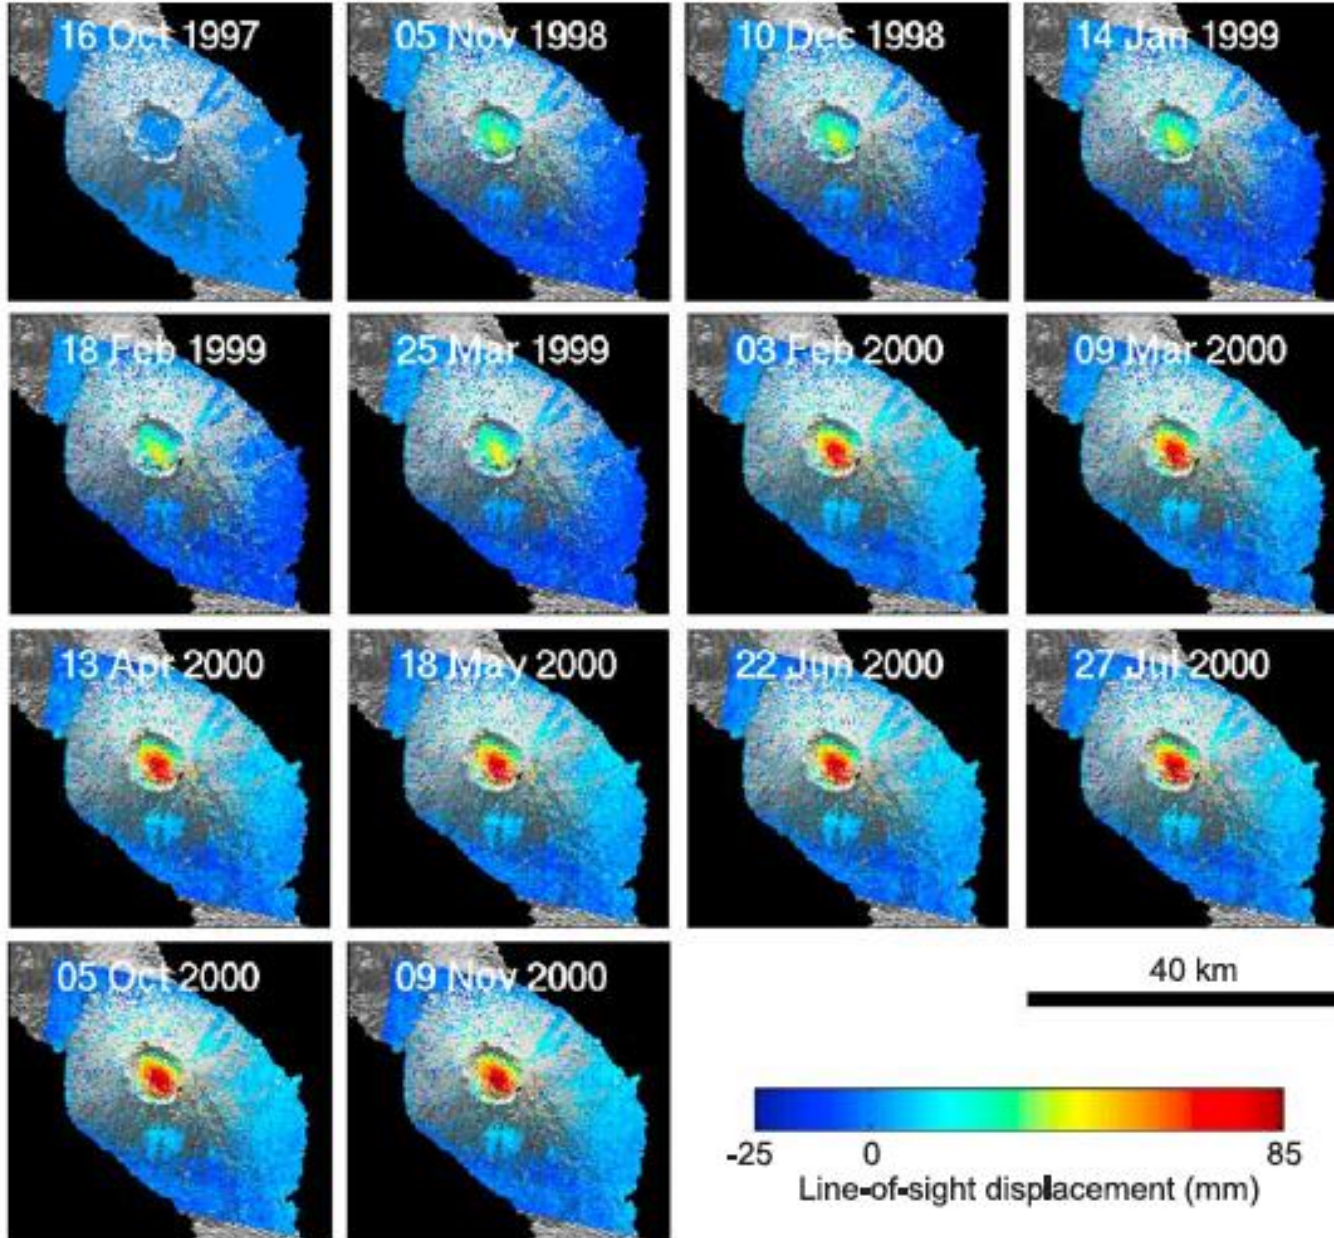 16 Oct 1997
05 Nov 1998
10 Dec 1998
14 Jan 1999
18 Feb 1999
25 Mar 1999
03 Feb 2000
09 Mar 2000
13 Apr 2000
18 May 2000
22 Jun 2000
27 Jul 2000
05 Oct 2000
09 Nov 2000
40 km
-25 0 85
Line-of-sight displacement (mm)